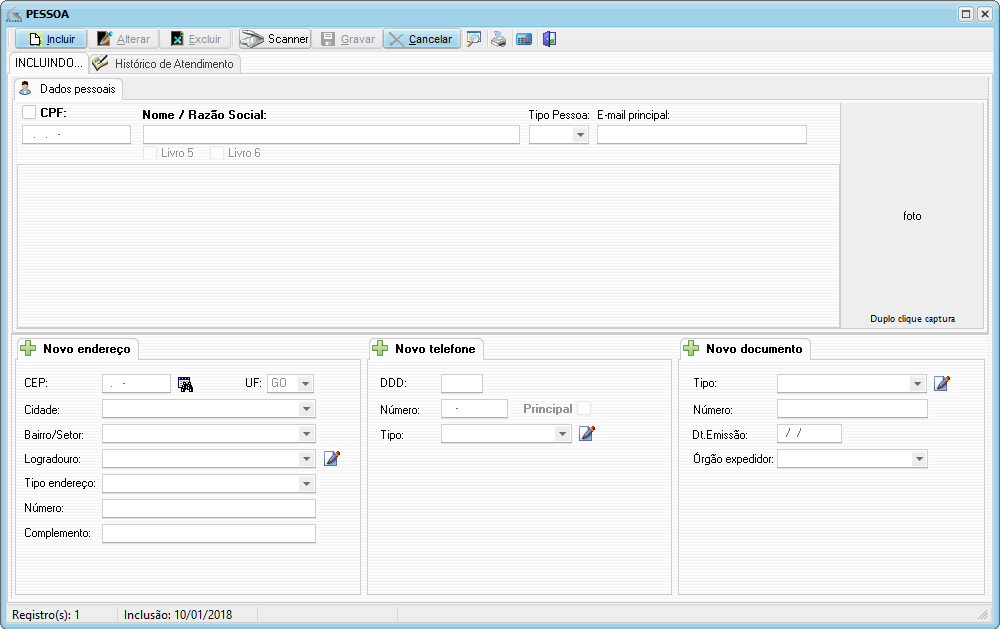 PESSOA
Incluir Alterar Excluir Scanner Gravar Cancelar
INCLUINDO... Histórico de Atendimento
Dados pessoais
CPF: Nome / Razão Social: Tipo Pessoa: E-mail principal:
. . -
Livro 5 Livro 6
foto
Duplo clique captura
Novo endereço Novo telefone Novo documento
CEP: . - UF: GO DDD: Tipo:
Cidade: Número: - Principal Número:
Bairro/Setor: Tipo: Dt.Emissão: / /
Logradouro: Órgão expedidor:
Tipo endereço:
Número:
Complemento:
Registro(s): 1 Inclusão: 10/01/2018